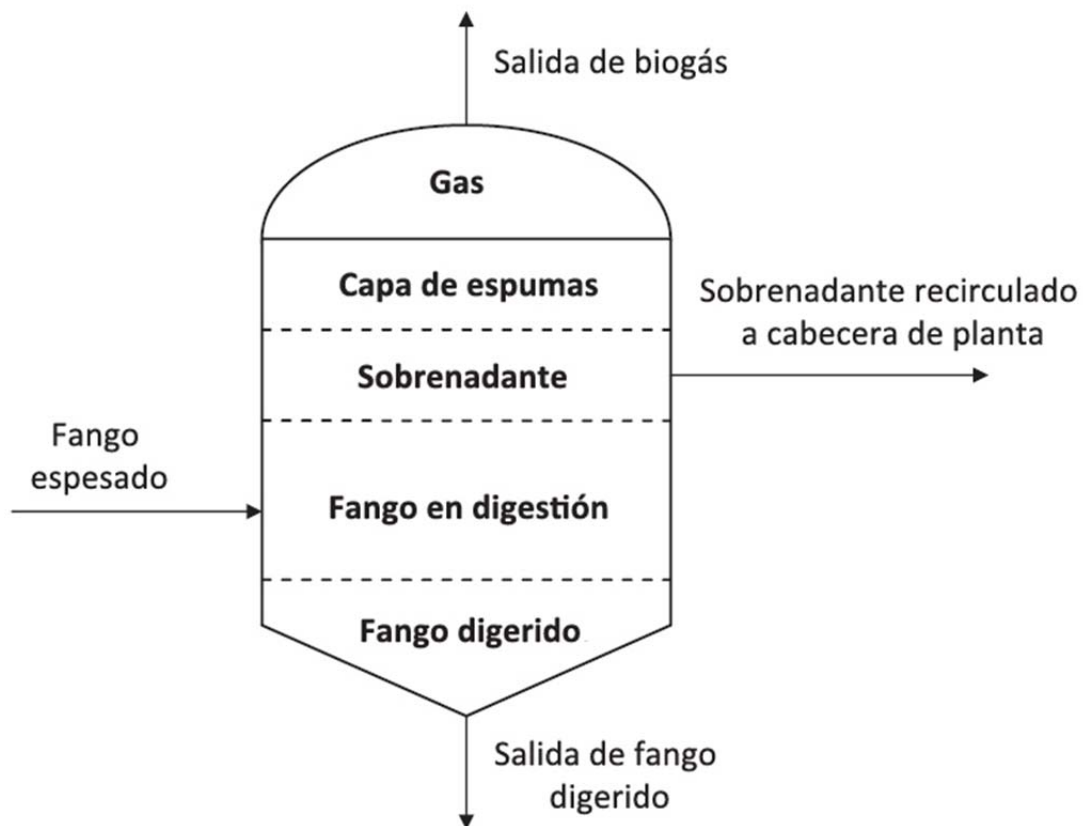 Salida de biogás
Gas
Capa de espumas
Sobrenadante recirculado
a cabecera de planta
Sobrenadante
Fango
espesado
Fango en digestión
Fango digerido
Salida de fango
digerido